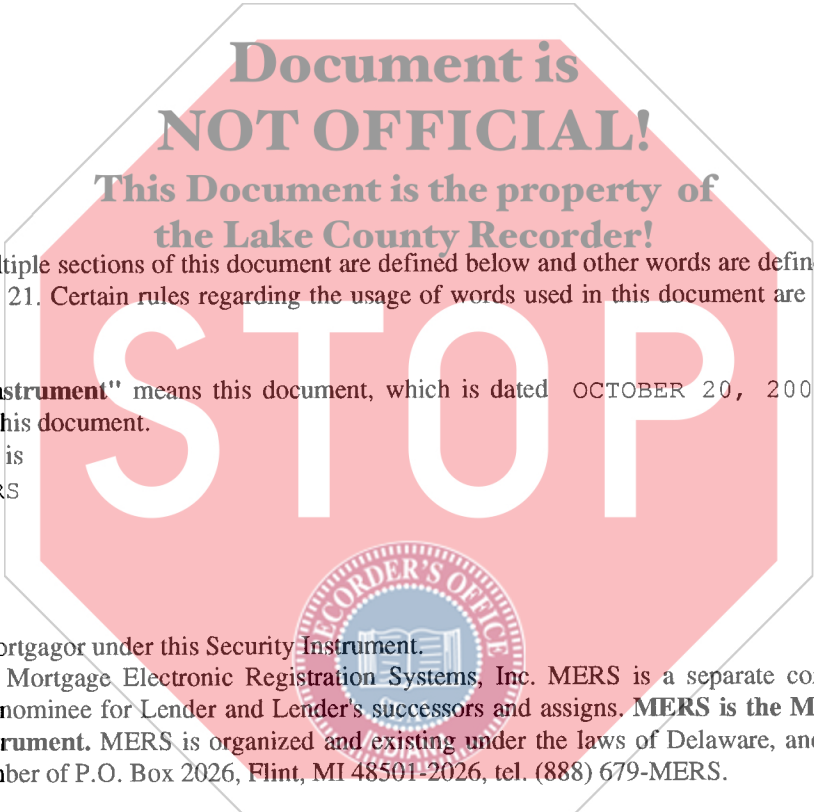 Document is
NOT OFFICIAL!
This Document is the property of
the Lake County Recorder!
ltiple sections of this document are defined below and other words are define
21. Certain rules regarding the usage of words used in this document are
STOP
nstrument" means this document, which is dated OCTOBER 20, 200
his document.
is
RS
RECORDER'S OFFICE
ortgagor under this Security Instrument.
Mortgage Electronic Registration Systems, Inc. MERS is a separate co
nominee for Lender and Lender's successors and assigns. MERS is the M
rument. MERS is organized and existing under the laws of Delaware, and
nber of P.O. Box 2026, Flint, MI 48501-2026, tel. (888) 679-MERS.